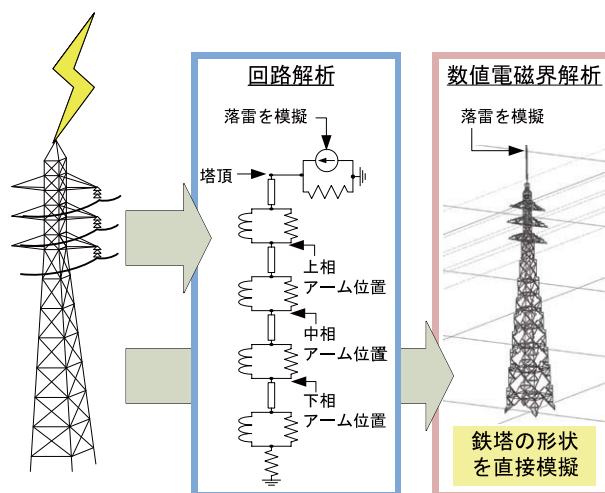 回路解析
落雷を模擬
塔頂
上相
アーム位置
中相
アーム位置
下相
アーム位置
数値電磁界解析
落雷を模擬
鉄塔の形状
を直接模擬